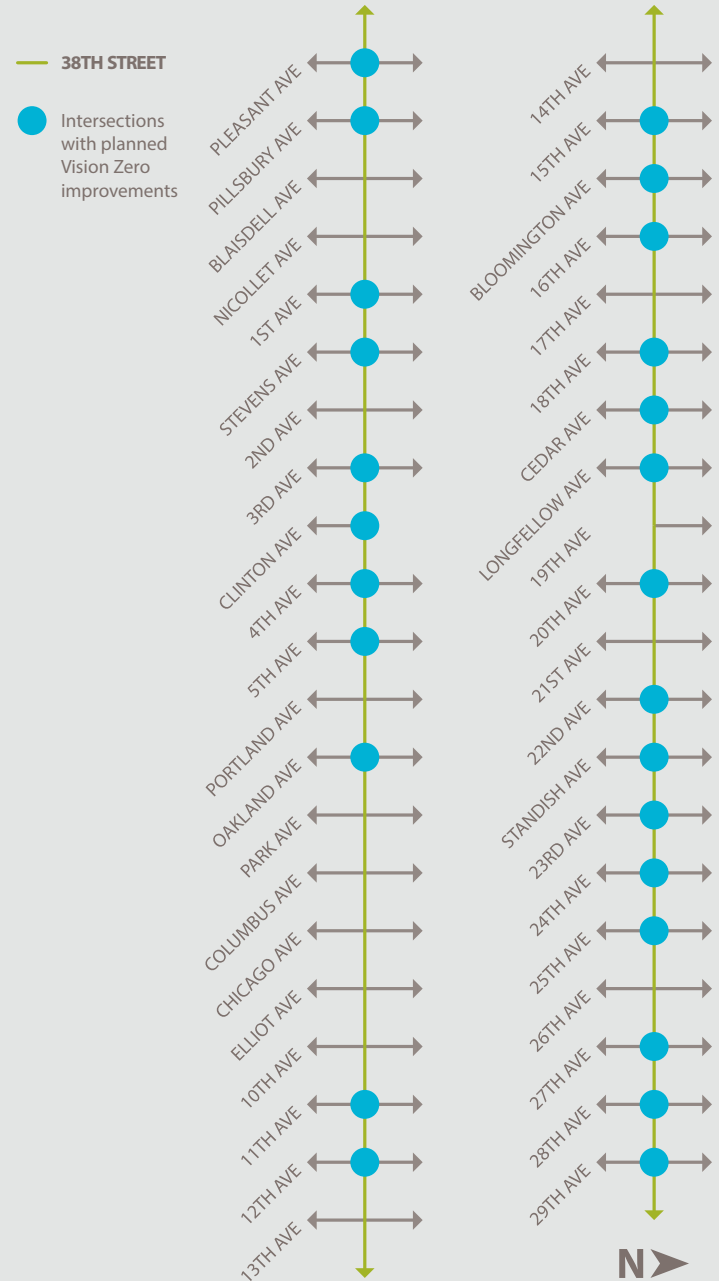 38TH STREET
Intersections
with planned
Vision Zero
improvements
PLEASANT AVE
PILLSBURY AVE
BLAISDELL AVE
NICOLLET AVE
1ST AVE
STEVENS AVE
2ND AVE
3RD AVE
CLINTON AVE
4TH AVE
5TH AVE
PORTLAND AVE
OAKLAND AVE
PARK AVE
COLUMBUS AVE
CHICAGO AVE
ELLIOT AVE
10TH AVE
11TH AVE
12TH AVE
13TH AVE
14TH AVE
15TH AVE
BLOOMINGTON AVE
16TH AVE
17TH AVE
18TH AVE
CEDAR AVE
LONGFELLOW AVE
19TH AVE
20TH AVE
21ST AVE
22ND AVE
STANDISH AVE
23RD AVE
24TH AVE
25TH AVE
26TH AVE
27TH AVE
28TH AVE
29TH AVE
N